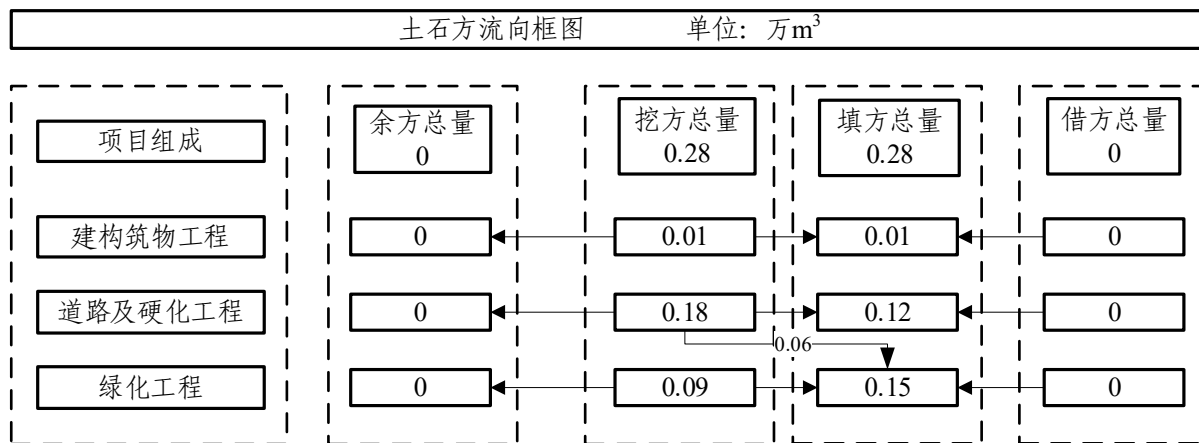 土石方流向框图 单位：万m³
项目组成
余方总量
0
挖方总量
0.28
填方总量
0.28
借方总量
0
建构筑物工程
0
0.01
0.01
0
道路及硬化工程
0
0.18
0.12
0
0.06
绿化工程
0
0.09
0.15
0